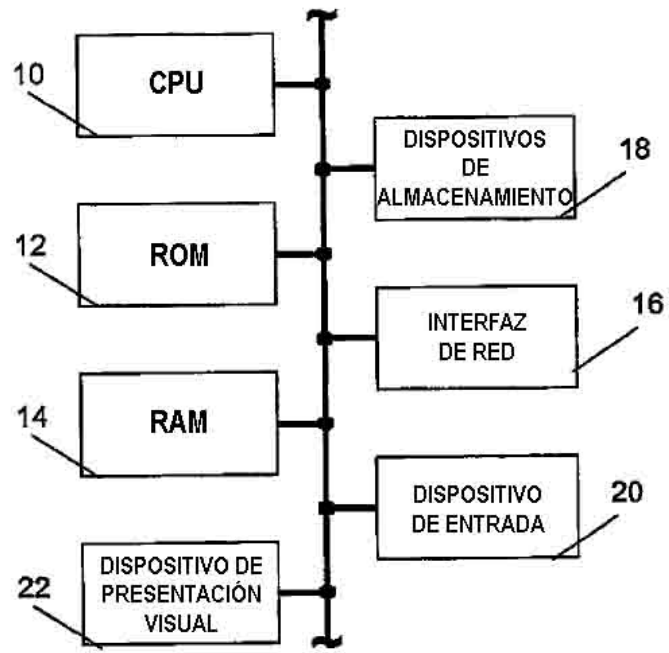 10
CPU
DISPOSITIVOS
DE
ALMACENAMIENTO
18
12
ROM
INTERFAZ
DE RED
16
14
RAM
DISPOSITIVO
DE ENTRADA
20
22
DISPOSITIVO DE
PRESENTACIÓN
VISUAL